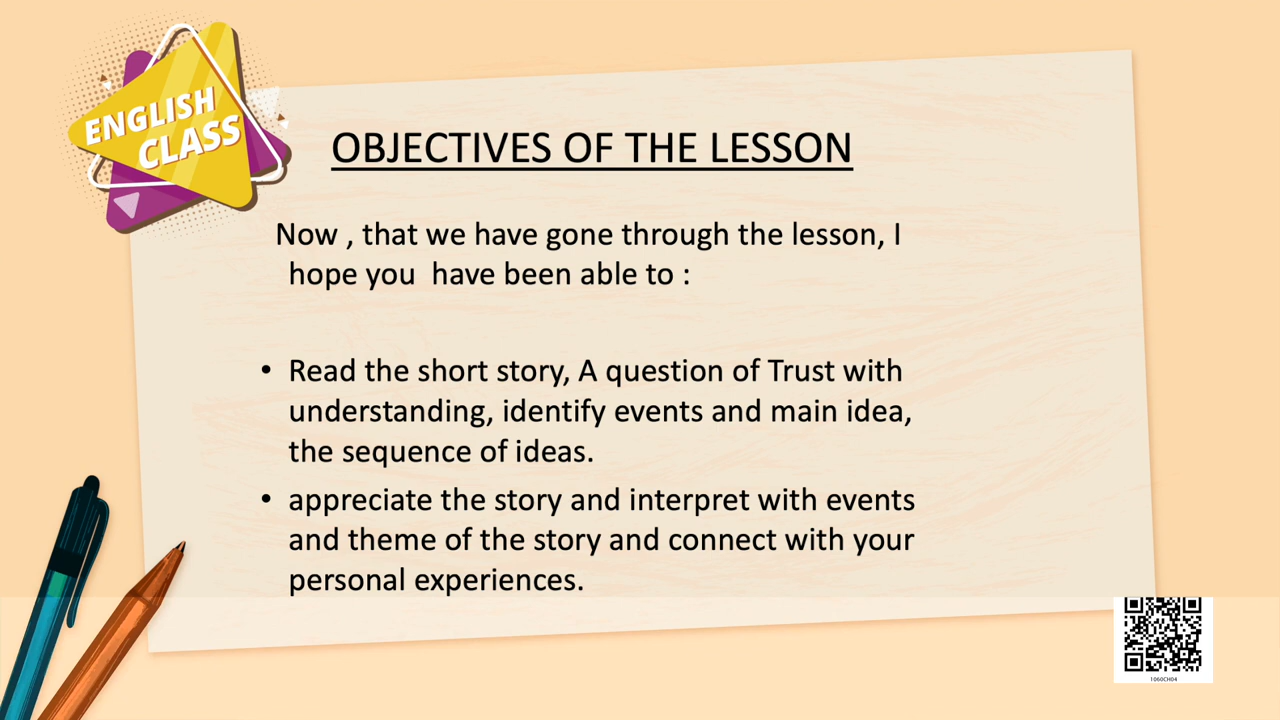 ENGLISH
CLASS
OBJECTIVES OF THE LESSON
Now , that we have gone through the lesson, I
hope you have been able to :
• Read the short story, A question of Trust with
understanding, identify events and main idea,
the sequence of ideas.
• appreciate the story and interpret with events
and theme of the story and connect with your
personal experiences.
1060CH04